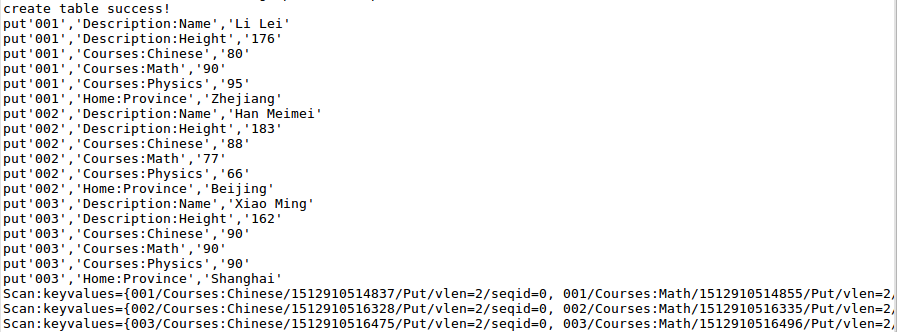 create table success!
put'001','Description:Name','Li Lei'
put'001','Description:Height','176'
put'001','Courses:Chinese','80'
put'001','Courses:Math','90'
put'001','Courses:Physics','95'
put'001','Home:Province','Zhejiang'
put'002','Description:Name','Han Meimei'
put'002','Description:Height','183'
put'002','Courses:Chinese','88'
put'002','Courses:Math','77'
put'002','Courses:Physics','66'
put'002','Home:Province','Beijing'
put'003','Description:Name','Xiao Ming'
put'003','Description:Height','162'
put'003','Courses:Chinese','90'
put'003','Courses:Math','90'
put'003','Courses:Physics','90'
put'003','Home:Province','Shanghai'
Scan:keyvalues={001/Courses:Chinese/1512910514837/Put/vlen=2/seqid=0, 001/Courses:Math/1512910514855/Put/vlen=2/
Scan:keyvalues={002/Courses:Chinese/1512910516328/Put/vlen=2/seqid=0, 002/Courses:Math/1512910516335/Put/vlen=2/
Scan:keyvalues={003/Courses:Chinese/1512910516475/Put/vlen=2/seqid=0, 003/Courses:Math/1512910516496/Put/vlen=2/